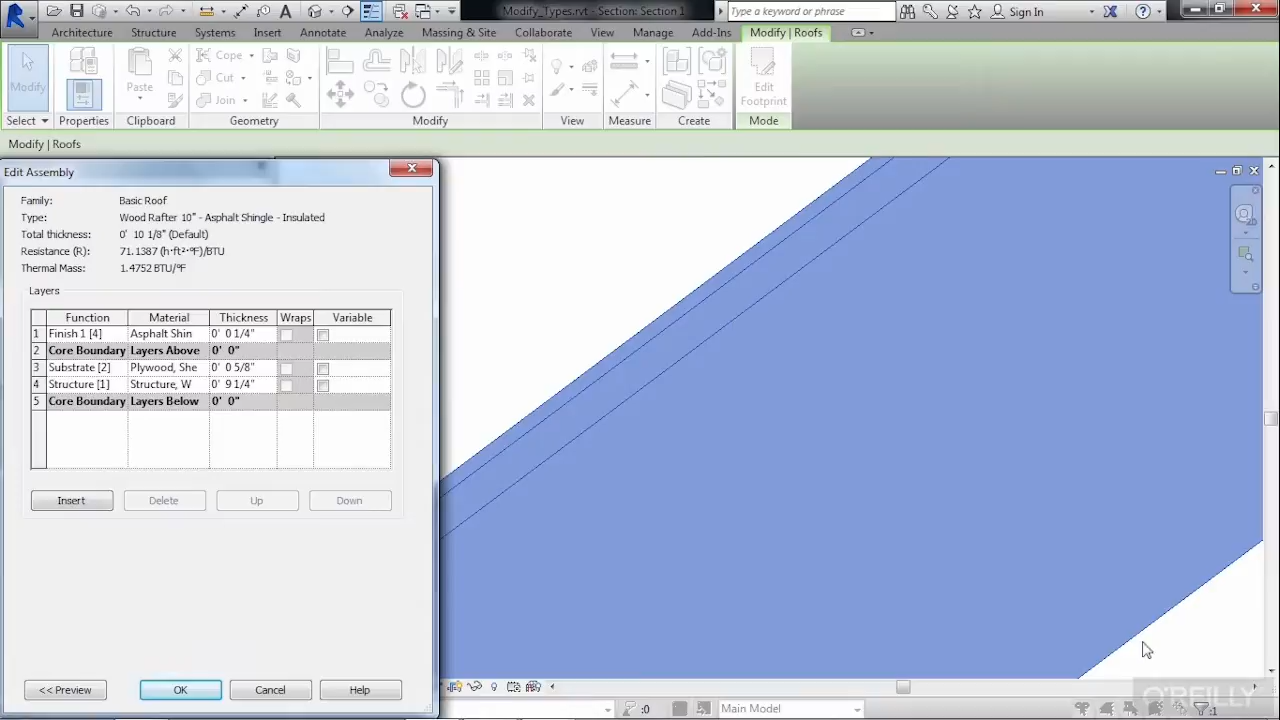 Modify_Types.rvt - Section: Section 1
Type a keyword or phrase
Sign In
Architecture Structure Systems Insert Annotate Analyze Massing & Site Collaborate View Manage Add-Ins Modify | Roofs
Modify
Paste
Cope
Cut
Join
Edit
Footprint
Select Properties Clipboard Geometry Modify View Measure Create Mode
Modify | Roofs
Edit Assembly
Family: Basic Roof
Type: Wood Rafter 10" - Asphalt Shingle - Insulated
Total thickness: 0' 10 1/8" (Default)
Resistance (R): 71.1387 (h·ft²·°F)/BTU
Thermal Mass: 1.4752 BTU/°F
Layers
Function Material Thickness Wraps Variable
1 Finish 1 [4] Asphalt Shin 0' 0 1/4"
2 Core Boundary Layers Above 0' 0"
3 Substrate [2] Plywood, She 0' 0 5/8"
4 Structure [1] Structure, W 0' 9 1/4"
5 Core Boundary Layers Below 0' 0"
Insert Delete Up Down
<< Preview OK Cancel Help
:0
Main Model
:1
O'REILLY
2D